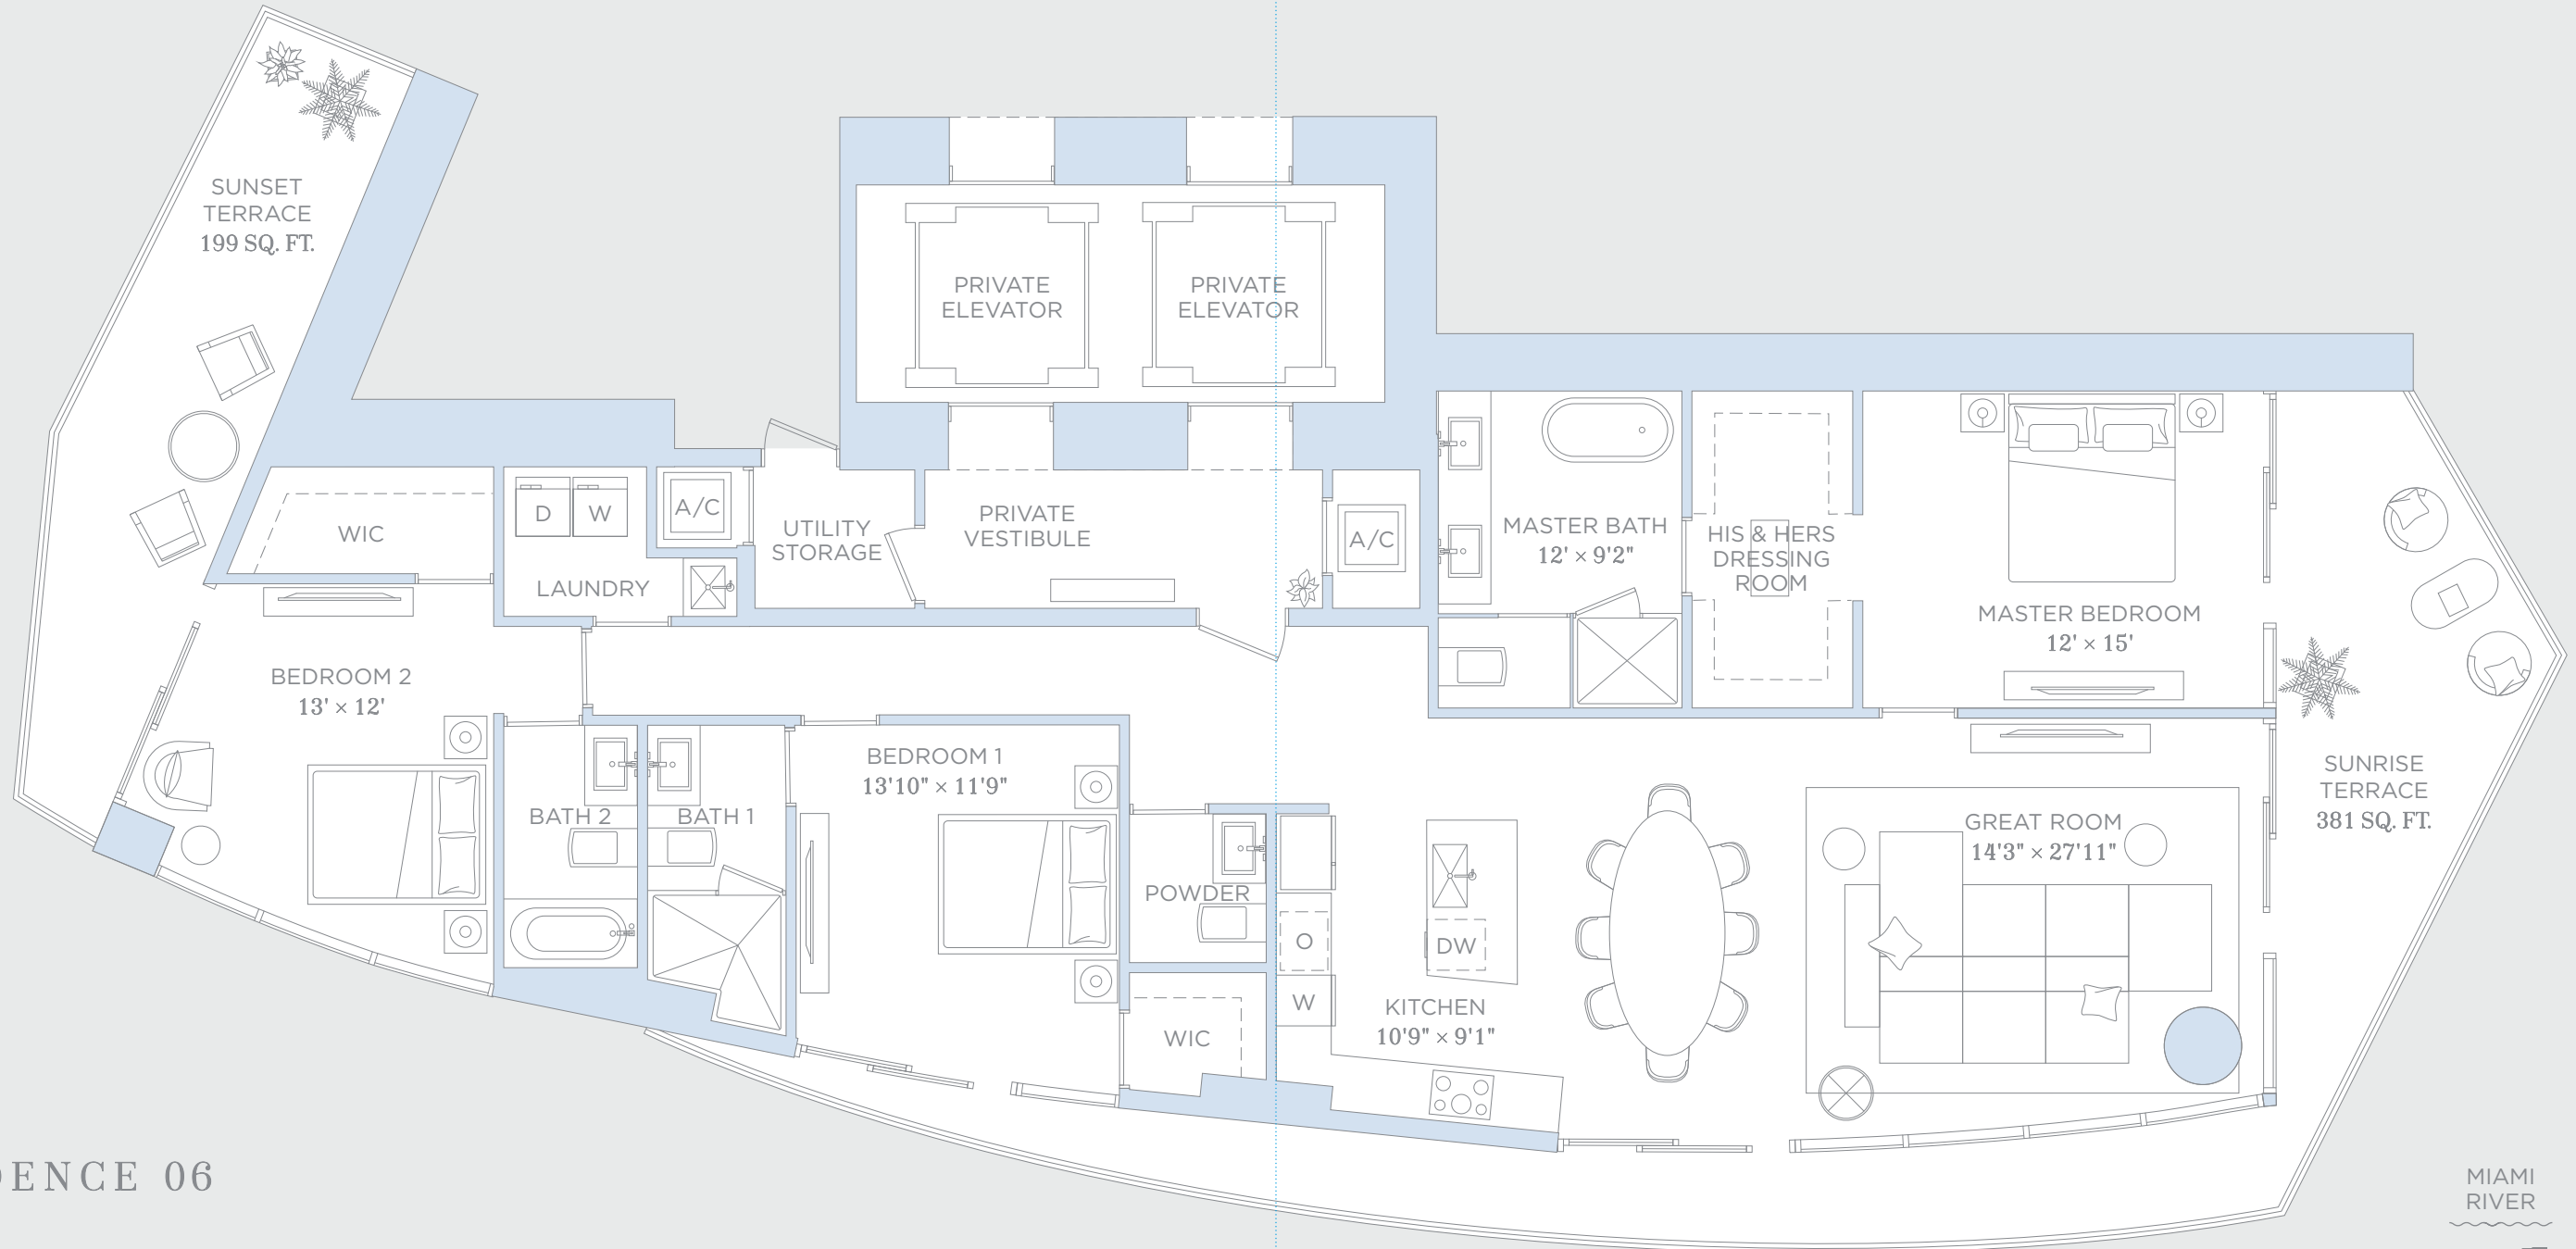 SUNSET
TERRACE
199 SQ. FT.
PRIVATE
ELEVATOR
PRIVATE
ELEVATOR
WIC
D
W
A/C
LAUNDRY
UTILITY
STORAGE
PRIVATE
VESTIBULE
A/C
MASTER BATH
12' × 9'2"
HIS & HERS
DRESSING
ROOM
MASTER BEDROOM
12' × 15'
BEDROOM 2
13' × 12'
BATH 2
BATH 1
BEDROOM 1
13'10" × 11'9"
POWDER
WIC
O
W
DW
KITCHEN
10'9" × 9'1"
GREAT ROOM
14'3" × 27'11"
SUNRISE
TERRACE
381 SQ. FT.
DENCE 06
MIAMI
RIVER